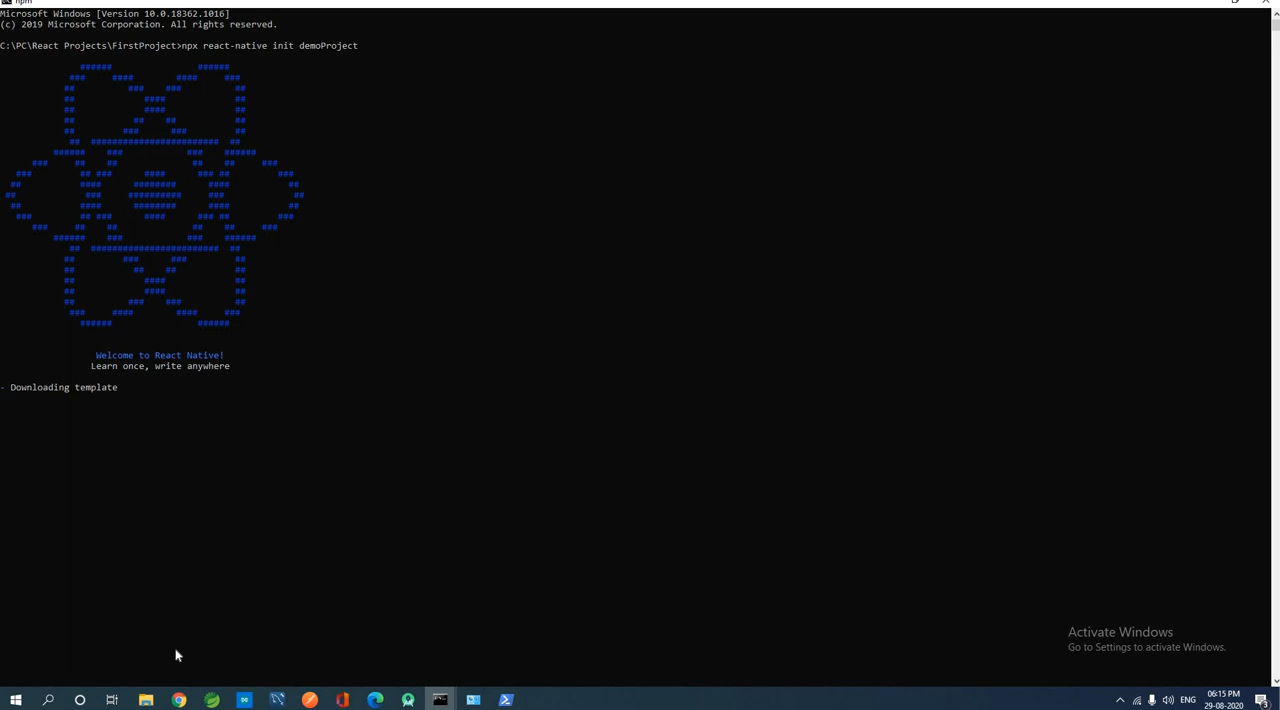 npm
Microsoft Windows [Version 10.0.18362.1016]
(c) 2019 Microsoft Corporation. All rights reserved.
C:\PC\React Projects\FirstProject>npx react-native init demoProject
Welcome to React Native!
Learn once, write anywhere
- Downloading template
Activate Windows
Go to Settings to activate Windows.
ENG
06:15 PM
29-08-2020
3